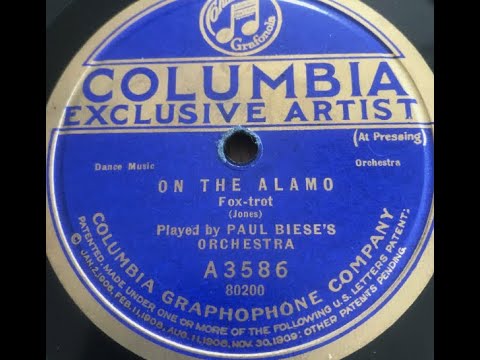 Grafonola
COLUMBIA
EXCLUSIVE ARTIST
(At Pressing)
Dance Music
Orchestra
ON THE ALAMO
Fox-trot
(Jones)
Played by PAUL BIESE'S
ORCHESTRA
A3586
80200
COLUMBIA GRAPHOPHONE COMPANY
PATENTED, MADE UNDER ONE OR MORE OF THE FOLLOWING U.S. LETTERS PATENT:
JAN. 2, 1906, FEB. 11, 1908, AUG. 11, 1908, NOV. 30, 1909: OTHER PATENTS PENDING.